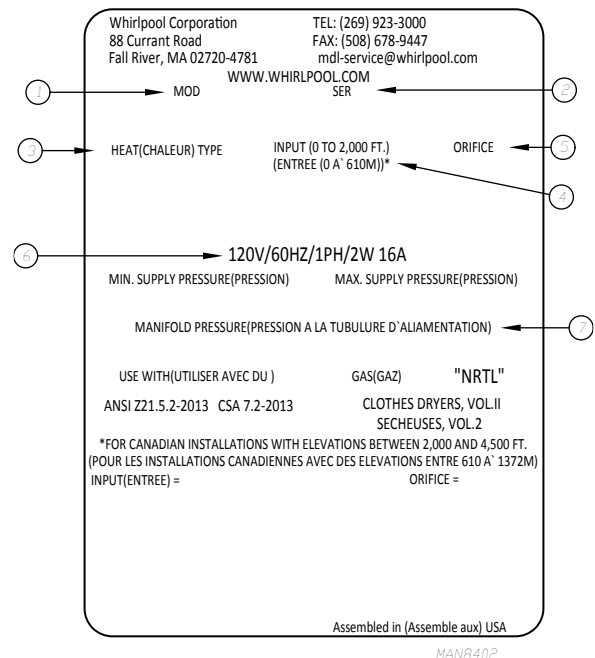 Whirlpool Corporation TEL: (269) 923-3000
88 Currant Road FAX: (508) 678-9447
Fall River, MA 02720-4781 mdl-service@whirlpool.com
WWW.WHIRLPOOL.COM
1 MOD SER 2
3 HEAT(CHALEUR) TYPE INPUT (0 TO 2,000 FT.) ORIFICE 5
(ENTREE (0 A` 610M))* 4
6 120V/60HZ/1PH/2W 16A
MIN. SUPPLY PRESSURE(PRESSION) MAX. SUPPLY PRESSURE(PRESSION)
MANIFOLD PRESSURE(PRESSION A LA TUBULURE D`ALIAMENTATION) 7
USE WITH(UTILISER AVEC DU ) GAS(GAZ) "NRTL"
ANSI Z21.5.2-2013 CSA 7.2-2013 CLOTHES DRYERS, VOL.II
SECHEUSES, VOL.2
*FOR CANADIAN INSTALLATIONS WITH ELEVATIONS BETWEEN 2,000 AND 4,500 FT.
(POUR LES INSTALLATIONS CANADIENNES AVEC DES ELEVATIONS ENTRE 610 A` 1372M)
INPUT(ENTREE) = ORIFICE =
Assembled in (Assemble aux) USA
MAN8402